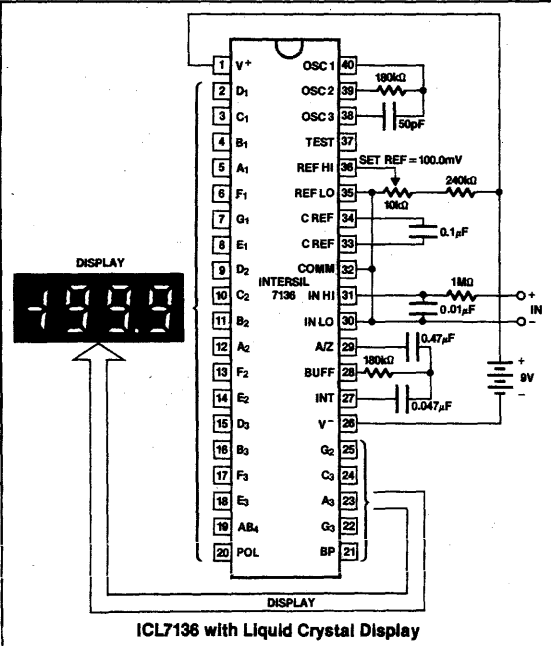 1 V+ OSC 1 40
2 D1 OSC 2 39 180kΩ
3 C1 OSC 3 38 50pF
4 B1 TEST 37
5 A1 REF HI 36 SET REF = 100.0mV
6 F1 REF LO 35 10kΩ 240kΩ
7 G1 C REF 34
8 E1 C REF 33 0.1µF
DISPLAY
9 D2 COMM 32
INTERSIL
7136
10 C2 IN HI 31 1MΩ +
0.01µF IN
11 B2 IN LO 30 −
-199.9
12 A2 A/Z 29 0.47µF
13 F2 BUFF 28 180kΩ
+
9V
−
14 E2 INT 27 0.047µF
15 D3 V− 26
16 B3 G2 25
17 F3 C3 24
18 E3 A3 23
19 AB4 G3 22
20 POL BP 21
DISPLAY
ICL7136 with Liquid Crystal Display